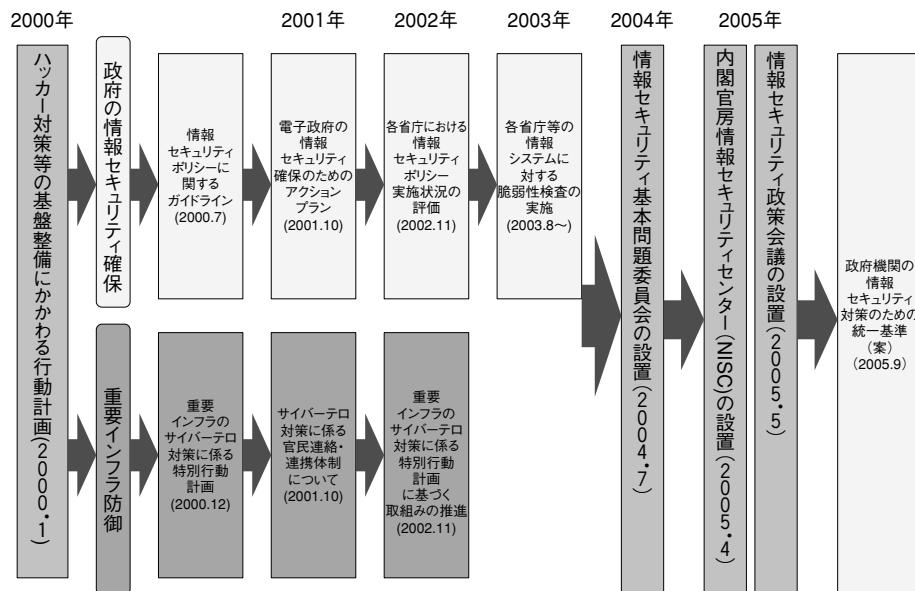 2000年
2001年
2002年
2003年
2004年
2005年
ハッカー対策等の基盤整備にかかわる行動計画(2000.1)
政府の情報セキュリティ確保
情報
セキュリティ
ポリシーに
関する
ガイドライン
(2000.7)
電子政府の
情報
セキュリティ
確保のための
アクション
プラン
(2001.10)
各省庁における
情報
セキュリティ
ポリシー
実施状況の
評価
(2002.11)
各省庁等の
情報
システムに
対する
脆弱性検査の
実施
(2003.8〜)
重要インフラ防御
重要
インフラの
サイバーテロ
対策に係る
特別行動
計画
(2000.12)
サイバーテロ
対策に係る
官民連絡・
連携体制
について
(2001.10)
重要
インフラの
サイバーテロ
対策に係る
特別行動
計画
に基づく
取組みの推進
(2002.11)
情報セキュリティ基本問題委員会の設置(2004.7)
内閣官房情報セキュリティセンター(NISC)の設置(2005.4)
情報セキュリティ政策会議の設置(2005.5)
政府機関の
情報
セキュリティ
対策のための
統一基準
(案)
(2005.9)